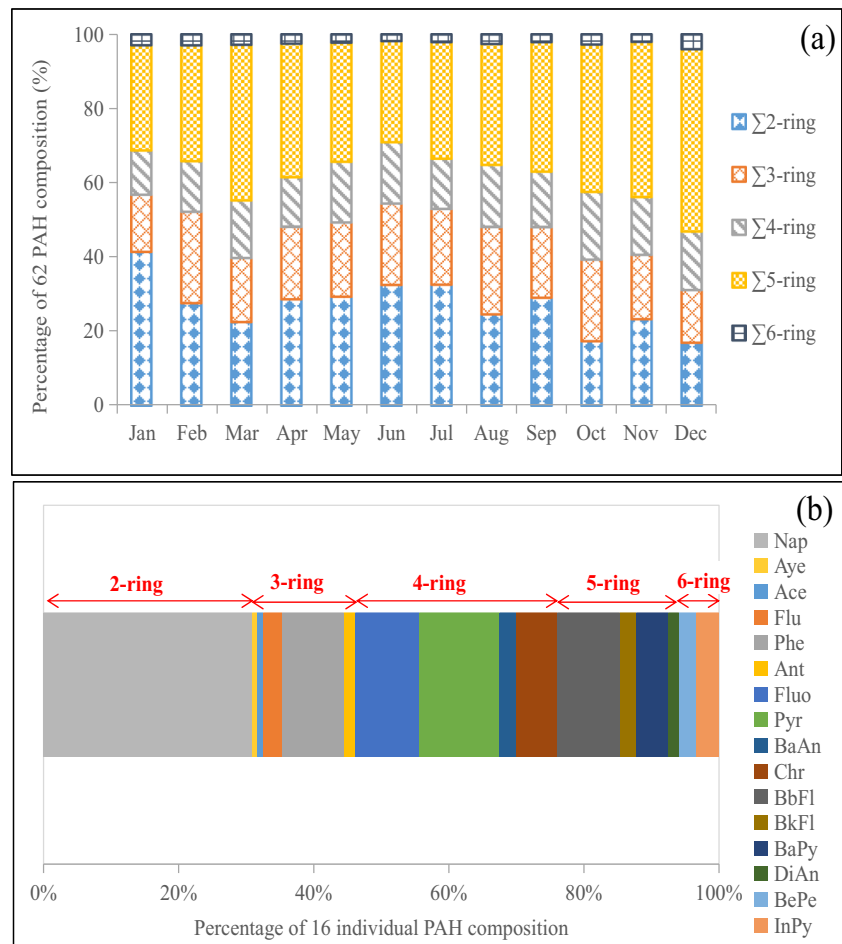 (a)
Percentage of 62 PAH composition (%)
100
80
60
40
20
0
Jan Feb Mar Apr May Jun Jul Aug Sep Oct Nov Dec
∑2-ring
∑3-ring
∑4-ring
∑5-ring
∑6-ring
(b)
2-ring 3-ring 4-ring 5-ring 6-ring
0% 20% 40% 60% 80% 100%
Percentage of 16 individual PAH composition
Nap
Aye
Ace
Flu
Phe
Ant
Fluo
Pyr
BaAn
Chr
BbFl
BkFl
BaPy
DiAn
BePe
InPy